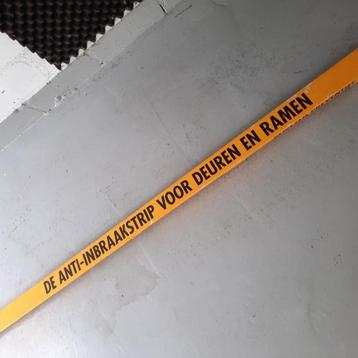 DE ANTI-INBRAAKSTRIP VOOR DEUREN EN RAMEN